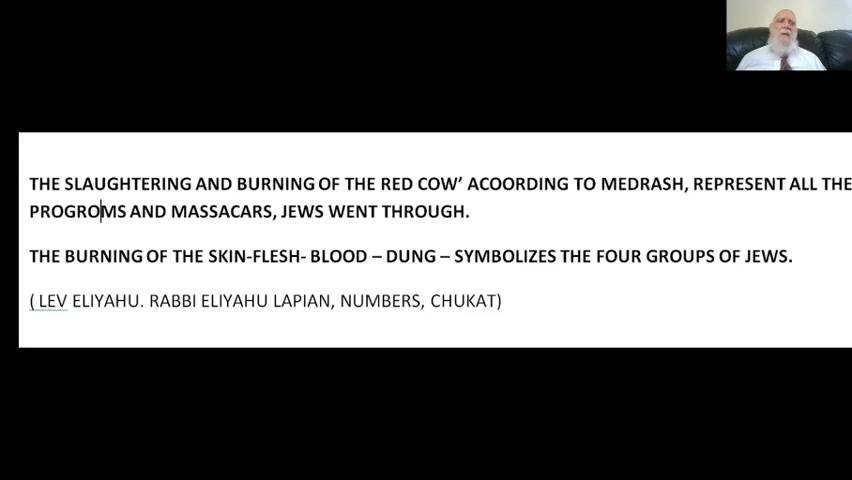 THE SLAUGHTERING AND BURNING OF THE RED COW' ACOORDING TO MEDRASH, REPRESENT ALL THE
PROGROMS AND MASSACARS, JEWS WENT THROUGH.
THE BURNING OF THE SKIN-FLESH- BLOOD – DUNG – SYMBOLIZES THE FOUR GROUPS OF JEWS.
( LEV ELIYAHU. RABBI ELIYAHU LAPIAN, NUMBERS, CHUKAT)